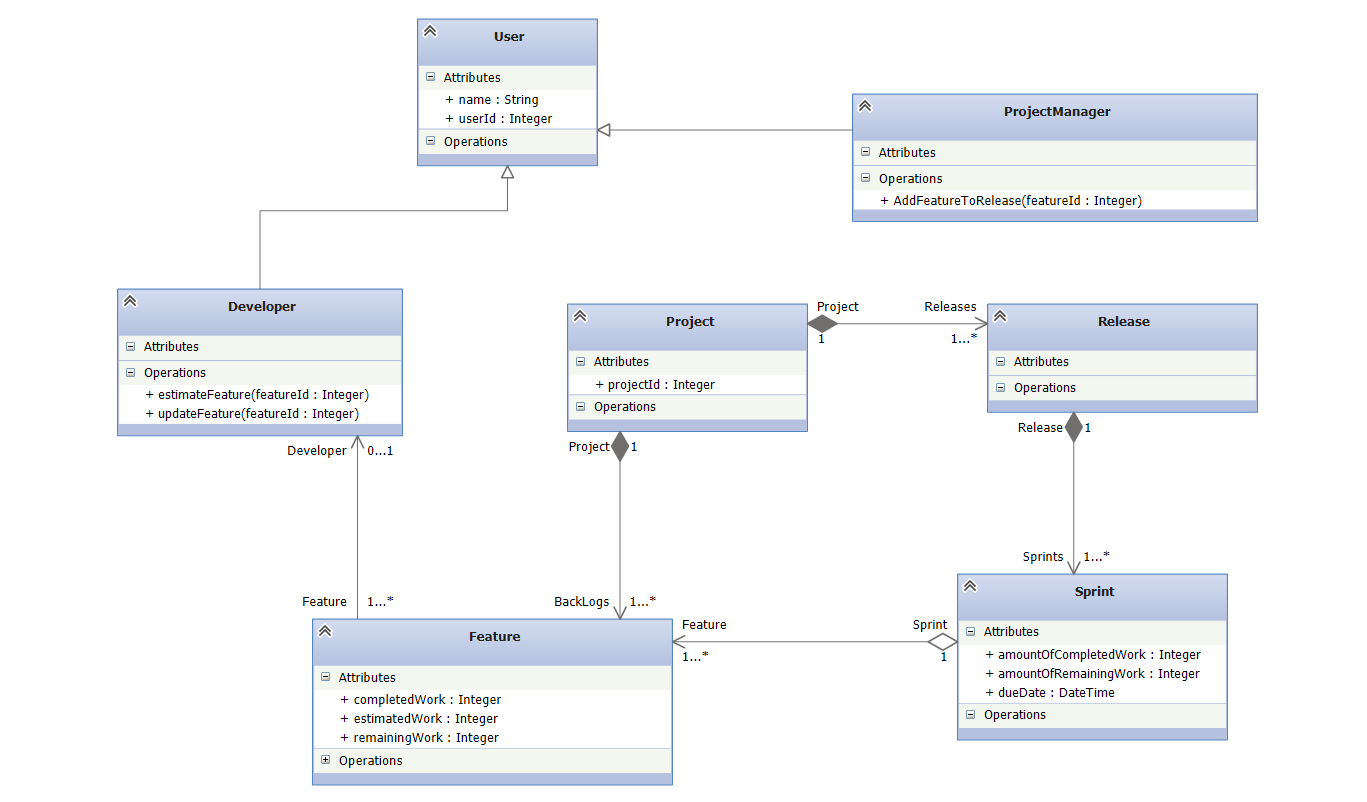 User
Attributes
+ name : String
+ userId : Integer
Operations
ProjectManager
Attributes
Operations
+ AddFeatureToRelease(featureId : Integer)
Developer
Attributes
Operations
+ estimateFeature(featureId : Integer)
+ updateFeature(featureId : Integer)
Project
Attributes
+ projectId : Integer
Operations
Project
1
Releases
1...*
Release
Attributes
Operations
Developer
0...1
Project
1
Release
1
Feature
1...*
BackLogs
1...*
Sprints
1...*
Feature
Attributes
+ completedWork : Integer
+ estimatedWork : Integer
+ remainingWork : Integer
Operations
Feature
1...*
Sprint
1
Sprint
Attributes
+ amountOfCompletedWork : Integer
+ amountOfRemainingWork : Integer
+ dueDate : DateTime
Operations